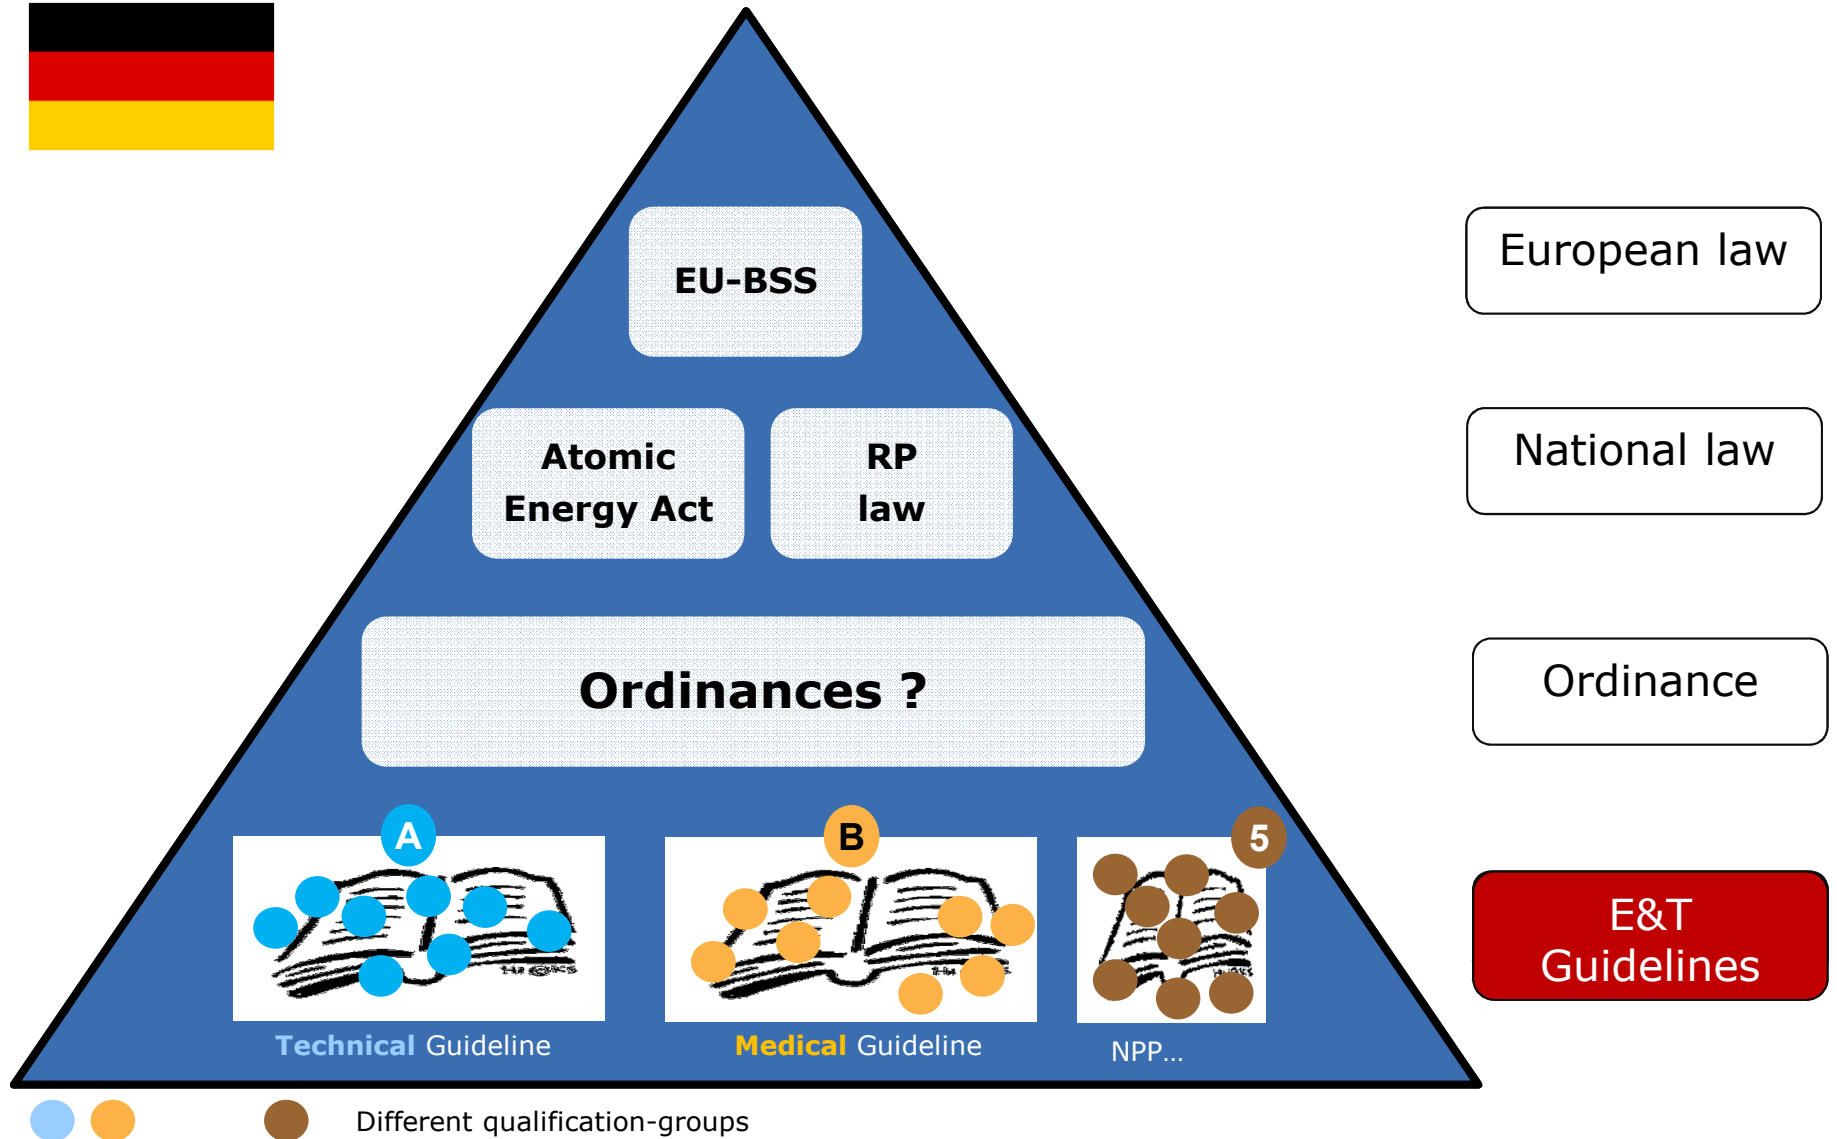 EU-BSS
European law
Atomic
Energy Act
RP
law
National law
Ordinances ?
Ordinance
A
B
5
E&T
Guidelines
Technical Guideline
Medical Guideline
NPP...
Different qualification-groups